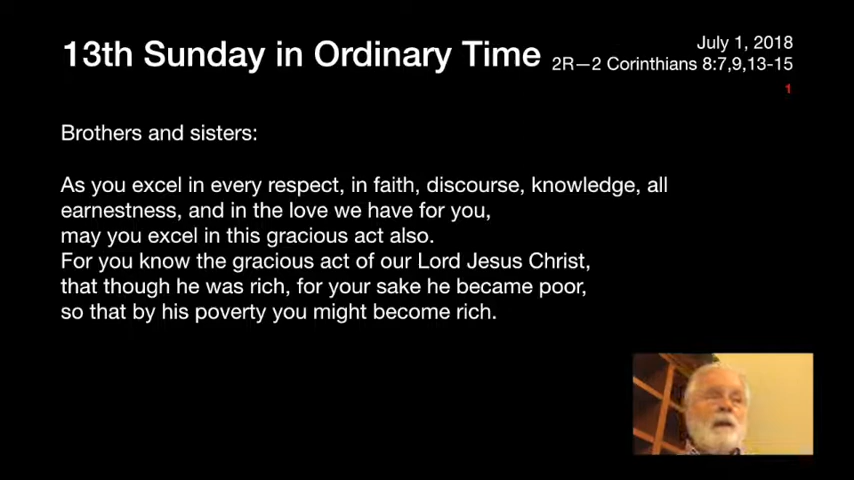 13th Sunday in Ordinary Time
July 1, 2018
2R—2 Corinthians 8:7,9,13-15
1
Brothers and sisters:
As you excel in every respect, in faith, discourse, knowledge, all
earnestness, and in the love we have for you,
may you excel in this gracious act also.
For you know the gracious act of our Lord Jesus Christ,
that though he was rich, for your sake he became poor,
so that by his poverty you might become rich.